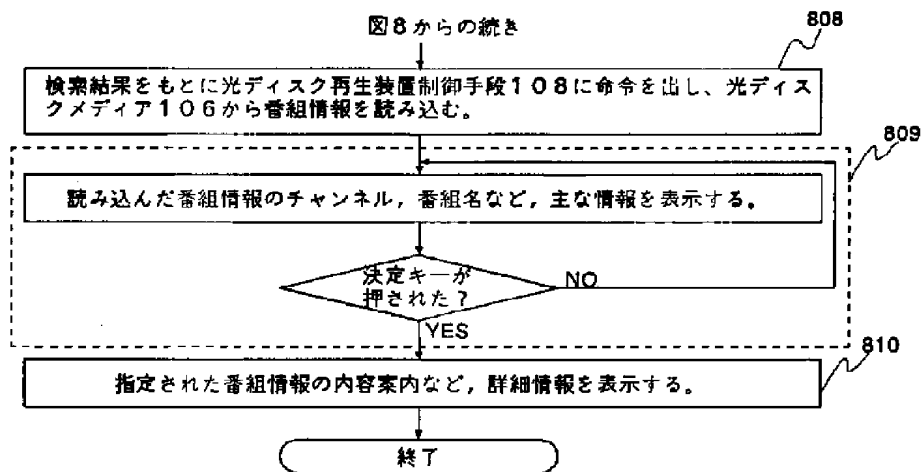 図8からの続き
808
検索結果をもとに光ディスク再生装置制御手段108に命令を出し、光ディス
クメディア106から番組情報を読み込む。
809
読み込んだ番組情報のチャンネル，番組名など，主な情報を表示する。
決定キーが
押された？
NO
YES
810
指定された番組情報の内容案内など，詳細情報を表示する。
終了